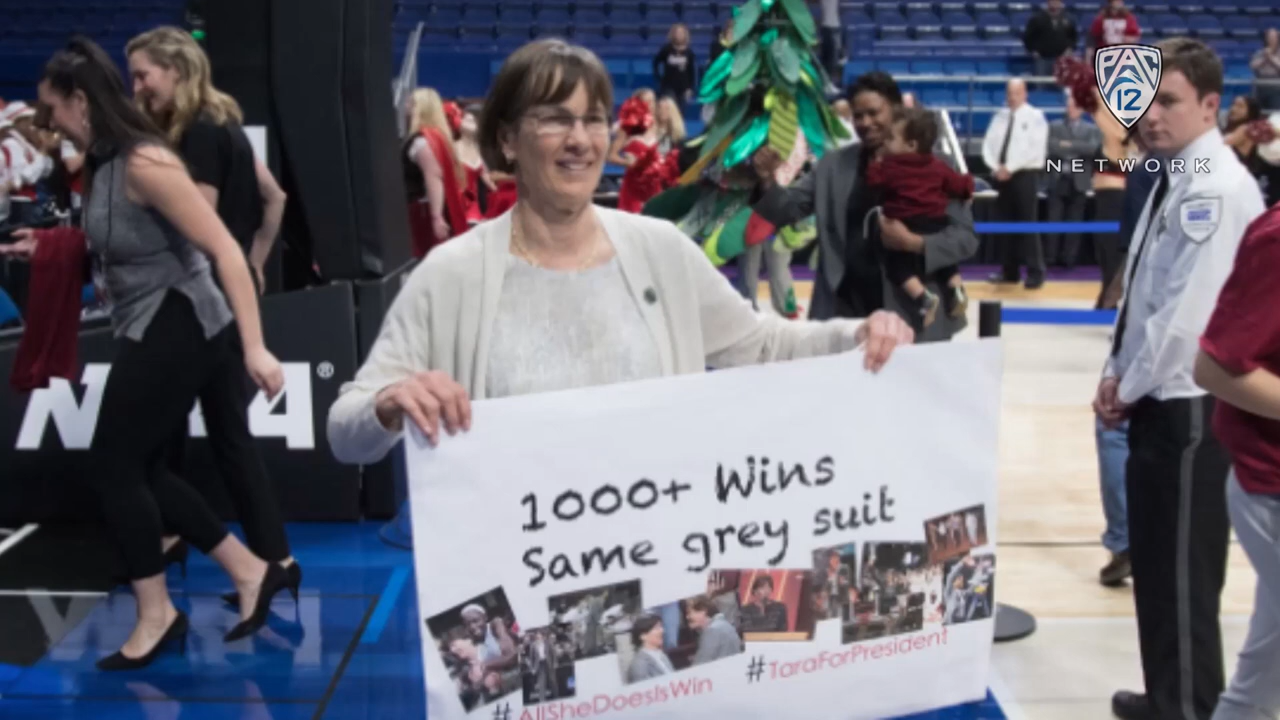 PAC
12
NETWORK
1000+ Wins
Same grey suit
#AllSheDoesIsWin
#TaraForPresident